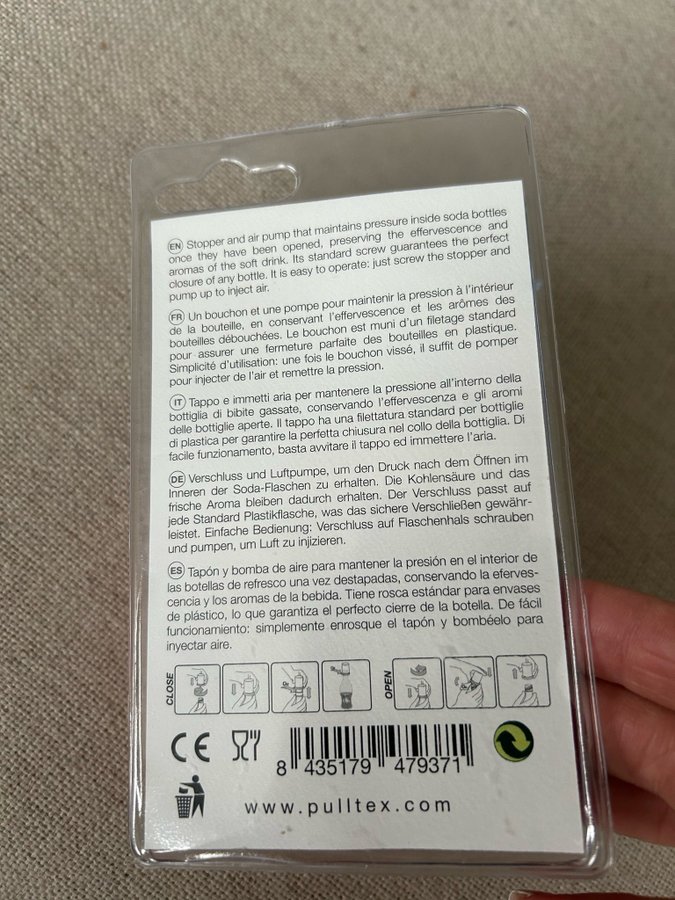 EN Stopper and air pump that maintains pressure inside soda bottles
once they have been opened, preserving the effervescence and
aromas of the soft drink. Its standard screw guarantees the perfect
closure of any bottle. It is easy to operate: just screw the stopper and
pump up to inject air.
FR Un bouchon et une pompe pour maintenir la pression à l'intérieur
de la bouteille, en conservant l'effervescence et les arômes des
bouteilles débouchées. Le bouchon est muni d'un filetage standard
pour assurer une fermeture parfaite des bouteilles en plastique.
Simplicité d'utilisation: une fois le bouchon vissé, il suffit de pomper
pour injecter de l'air et remettre la pression.
IT Tappo e immetti aria per mantenere la pressione all'interno della
bottiglia di bibite gassate, conservando l'effervescenza e gli aromi
delle bottiglie aperte. Il tappo ha una filettatura standard per bottiglie
di plastica per garantire la perfetta chiusura nel collo della bottiglia. Di
facile funzionamento, basta avvitare il tappo ed immettere l'aria.
DE Verschluss und Luftpumpe, um den Druck nach dem Öffnen im
Inneren der Soda-Flaschen zu erhalten. Die Kohlensäure und das
frische Aroma bleiben dadurch erhalten. Der Verschluss passt auf
jede Standard Plastikflasche, was das sichere Verschließen gewähr-
leistet. Einfache Bedienung: Verschluss auf Flaschenhals schrauben
und pumpen, um Luft zu injizieren.
ES Tapón y bomba de aire para mantener la presión en el interior de
las botellas de refresco una vez destapadas, conservando la eferves-
cencia y los aromas de la bebida. Tiene rosca estándar para envases
de plástico, lo que garantiza el perfecto cierre de la botella. De fácil
funcionamiento: simplemente enrosque el tapón y bombéelo para
inyectar aire.
CLOSE
OPEN
CE
8 435179 479371
www.pulltex.com